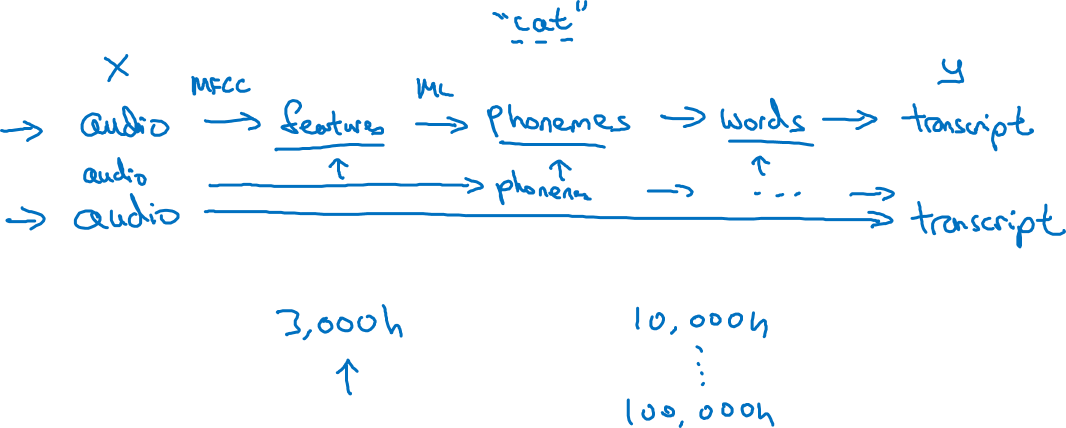 "cat"
X y
MFCC ML
→ audio → features → phonemes → words → transcript
audio → phonemes → ... →
→ audio → transcript
3,000h 10,000h
100,000h